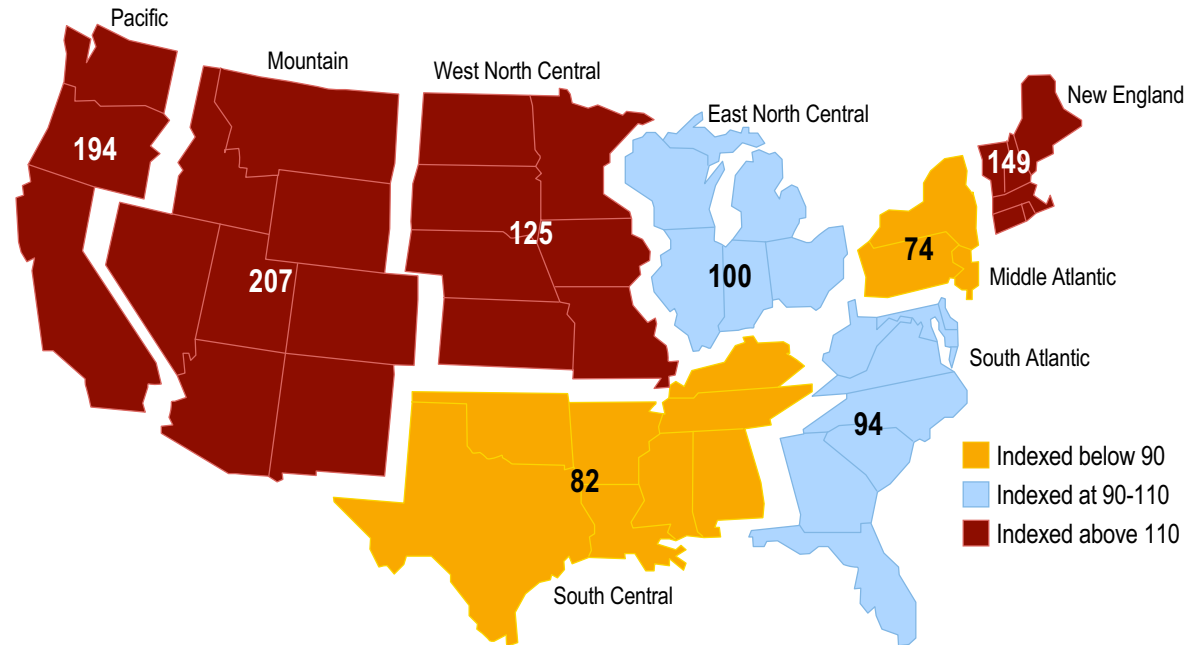 Pacific
Mountain
West North Central
East North Central
New England
194
149
125
74
207
100
Middle Atlantic
South Atlantic
94
Indexed below 90
82
Indexed at 90-110
Indexed above 110
South Central